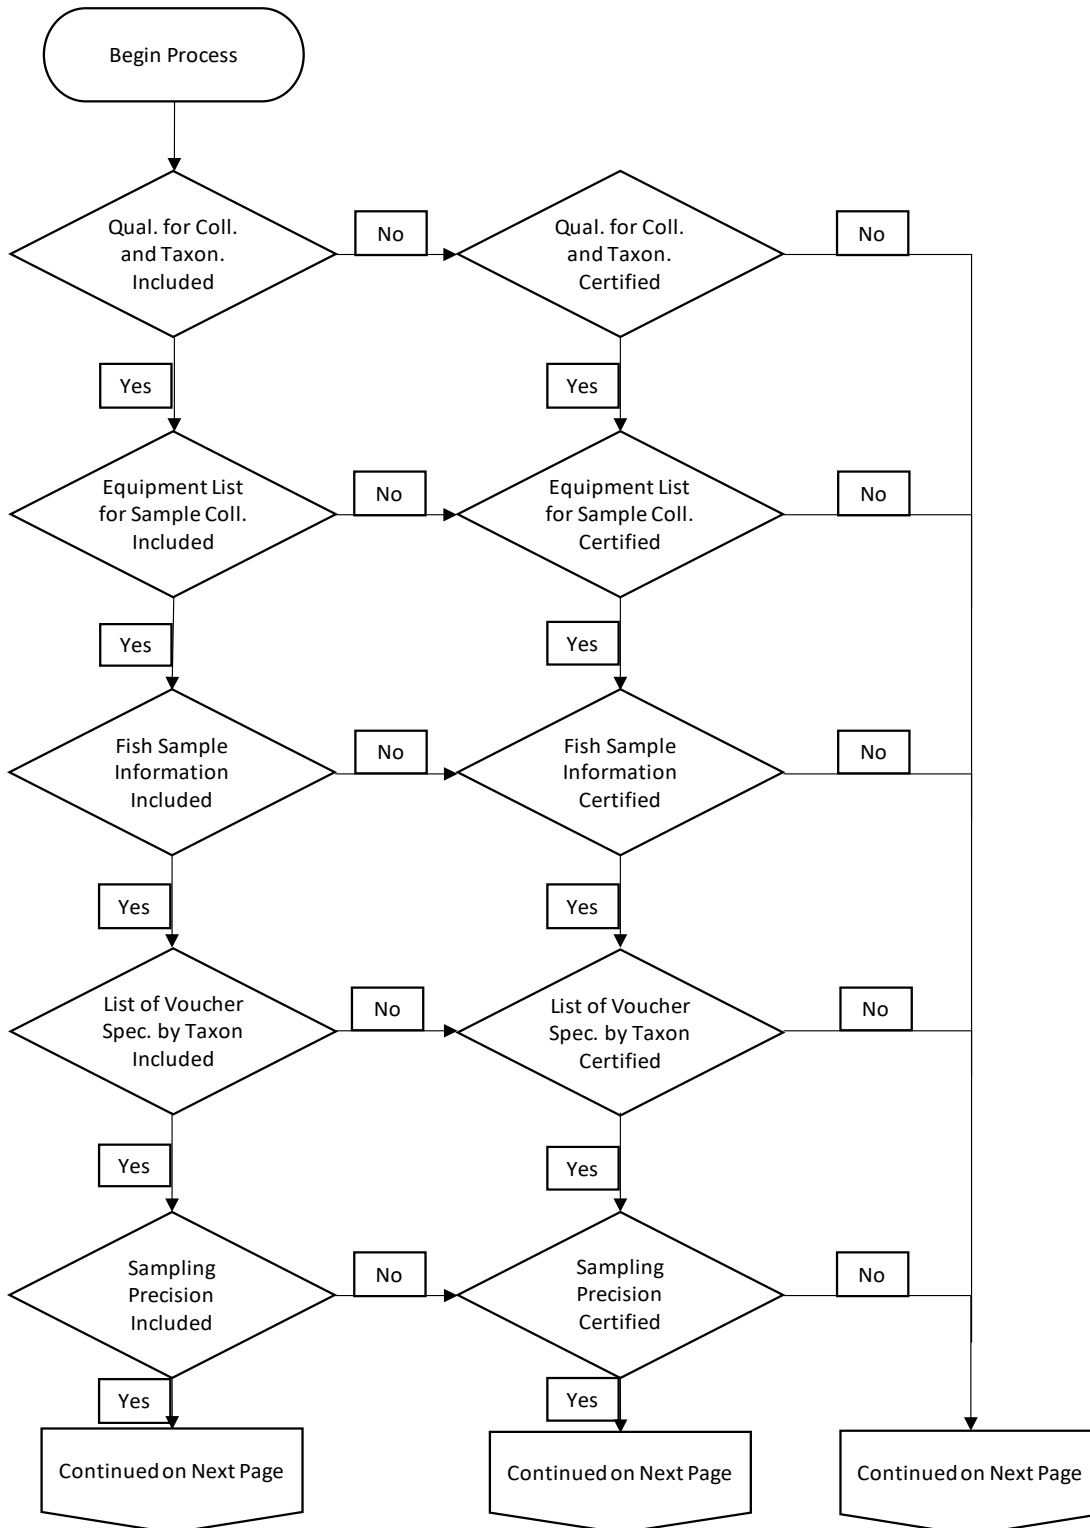 Begin Process
Qual. for Coll.
and Taxon.
Included
No
Qual. for Coll.
and Taxon.
Certified
No
Yes
Yes
Equipment List
for Sample Coll.
Included
No
Equipment List
for Sample Coll.
Certified
No
Yes
Yes
Fish Sample
Information
Included
No
Fish Sample
Information
Certified
No
Yes
Yes
List of Voucher
Spec. by Taxon
Included
No
List of Voucher
Spec. by Taxon
Certified
No
Yes
Yes
Sampling
Precision
Included
No
Sampling
Precision
Certified
No
Yes
Yes
Continued on Next Page
Continued on Next Page
Continued on Next Page